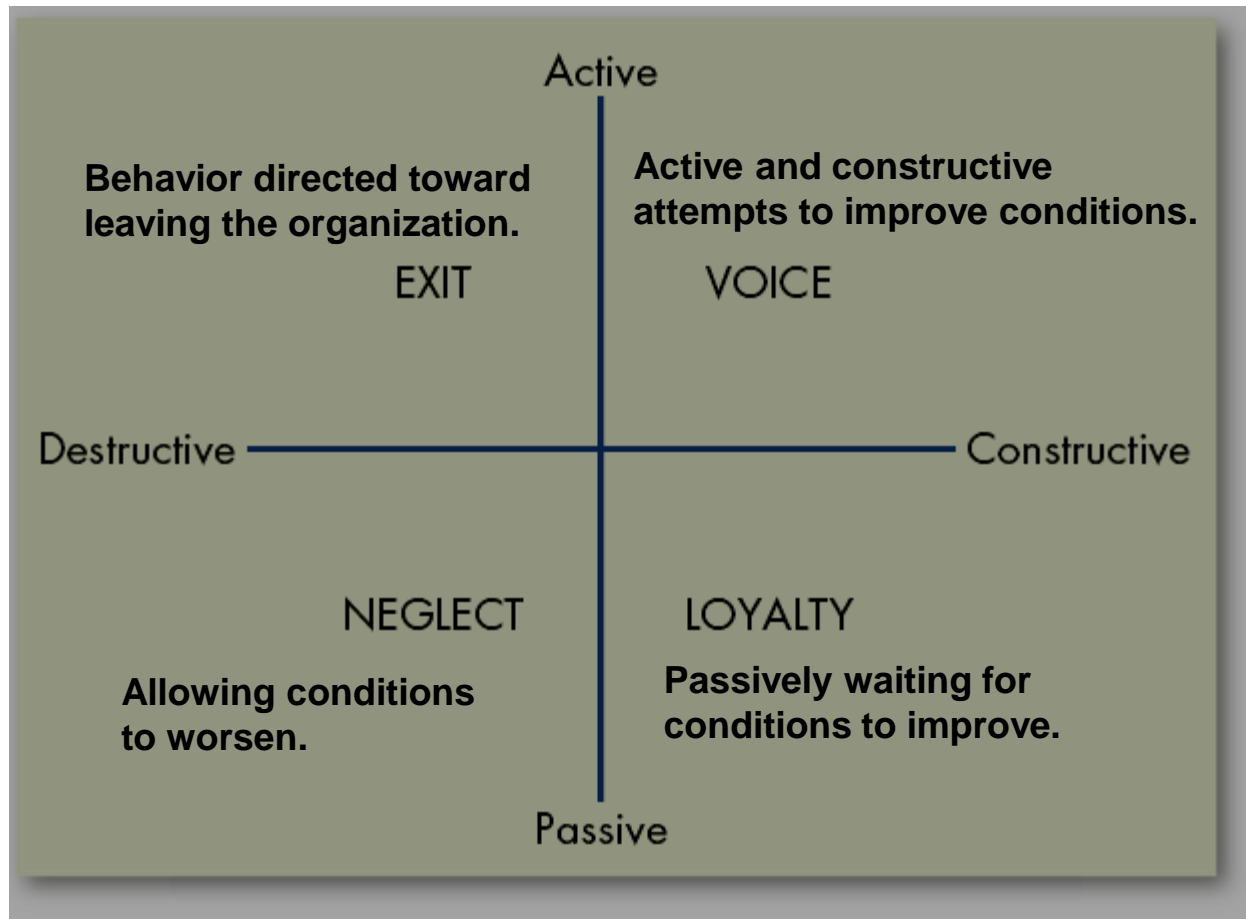 Active
Behavior directed toward
leaving the organization.
EXIT
Active and constructive
attempts to improve conditions.
VOICE
Destructive
Constructive
NEGLECT
Allowing conditions
to worsen.
LOYALTY
Passively waiting for
conditions to improve.
Passive